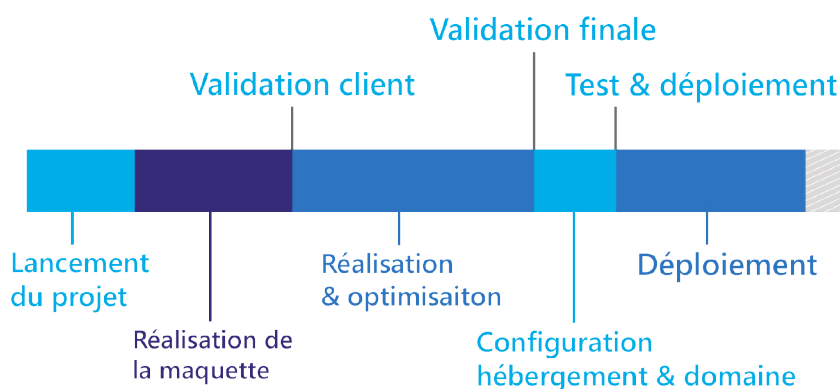 Validation finale
Validation client
Test & déploiement
Lancement
du projet
Réalisation
& optimisaiton
Déploiement
Réalisation de
la maquette
Configuration
hébergement & domaine